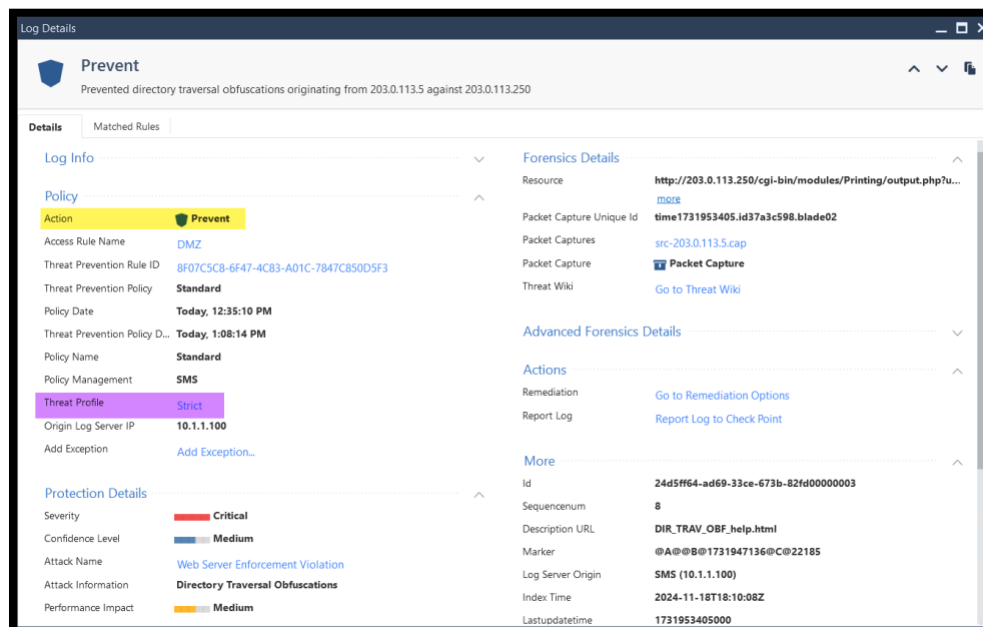 Log Details
Prevent
Prevented directory traversal obfuscations originating from 203.0.113.5 against 203.0.113.250
Details Matched Rules
Log Info
Policy
Action Prevent
Access Rule Name DMZ
Threat Prevention Rule ID 8F07C5C8-6F47-4C83-A01C-7847C850D5F3
Threat Prevention Policy Standard
Policy Date Today, 12:35:10 PM
Threat Prevention Policy D... Today, 1:08:14 PM
Policy Name Standard
Policy Management SMS
Threat Profile Strict
Origin Log Server IP 10.1.1.100
Add Exception Add Exception...
Protection Details
Severity Critical
Confidence Level Medium
Attack Name Web Server Enforcement Violation
Attack Information Directory Traversal Obfuscations
Performance Impact Medium
Forensics Details
Resource http://203.0.113.250/cgi-bin/modules/Printing/output.php?u...
more
Packet Capture Unique Id time1731953405.id37a3c598.blade02
Packet Captures src-203.0.113.5.cap
Packet Capture Packet Capture
Threat Wiki Go to Threat Wiki
Advanced Forensics Details
Actions
Remediation Go to Remediation Options
Report Log Report Log to Check Point
More
Id 24d5ff64-ad69-33ce-673b-82fd00000003
Sequencenum 8
Description URL DIR_TRAV_OBF_help.html
Marker @A@@B@1731947136@C@22185
Log Server Origin SMS (10.1.1.100)
Index Time 2024-11-18T18:10:08Z
Lastupdatetime 1731953405000